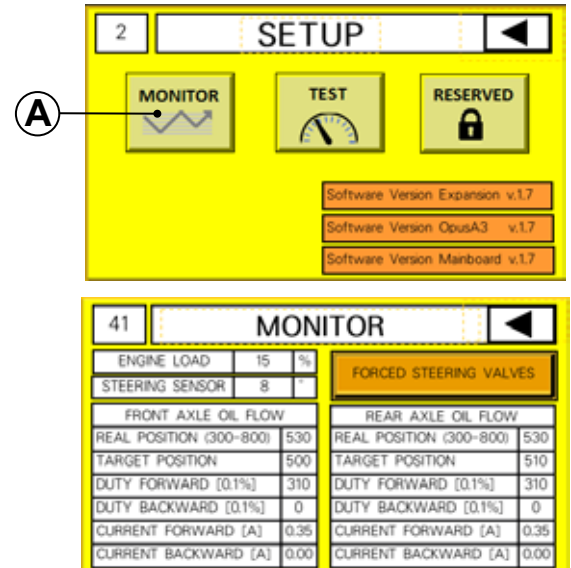 2 SETUP
A
MONITOR TEST RESERVED
Software Version Expansion v.1.7
Software Version OpusA3 v.1.7
Software Version Mainboard v.1.7
41 MONITOR
ENGINE LOAD 15 %
STEERING SENSOR 8 °
FORCED STEERING VALVES
FRONT AXLE OIL FLOW
REAL POSITION (300-800) 530
TARGET POSITION 500
DUTY FORWARD [0.1%] 310
DUTY BACKWARD [0.1%] 0
CURRENT FORWARD [A] 0.35
CURRENT BACKWARD [A] 0.00
REAR AXLE OIL FLOW
REAL POSITION (300-800) 530
TARGET POSITION 510
DUTY FORWARD [0.1%] 310
DUTY BACKWARD [0.1%] 0
CURRENT FORWARD [A] 0.35
CURRENT BACKWARD [A] 0.00